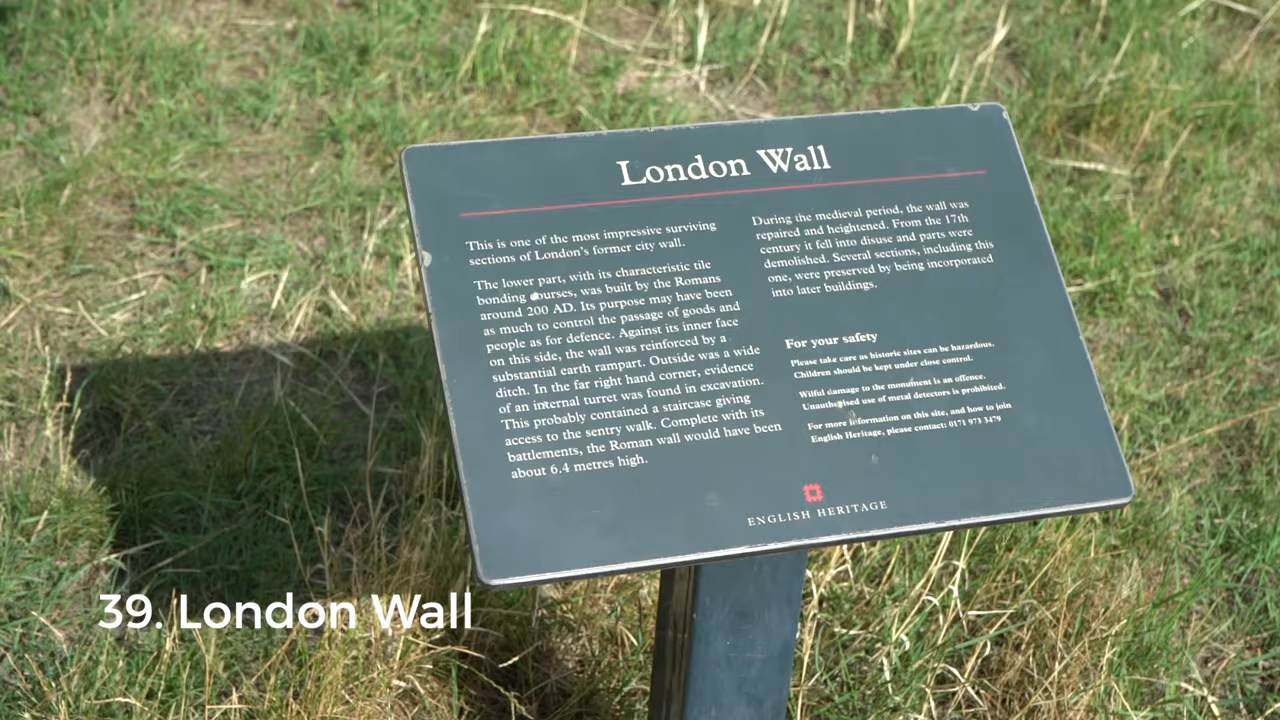 London Wall
This is one of the most impressive surviving
sections of London's former city wall.
The lower part, with its characteristic tile
bonding courses, was built by the Romans
around 200 AD. Its purpose may have been
as much to control the passage of goods and
people as for defence. Against its inner face
on this side, the wall was reinforced by a
substantial earth rampart. Outside was a wide
ditch. In the far right hand corner, evidence
of an internal turret was found in excavation.
This probably contained a staircase giving
access to the sentry walk. Complete with its
battlements, the Roman wall would have been
about 6.4 metres high.
During the medieval period, the wall was
repaired and heightened. From the 17th
century it fell into disuse and parts were
demolished. Several sections, including this
one, were preserved by being incorporated
into later buildings.
For your safety
Please take care as historic sites can be hazardous.
Children should be kept under close control.
Wilful damage to the monument is an offence.
Unauthorised use of metal detectors is prohibited.
For more information on this site, and how to join
English Heritage, please contact: 0171 973 3479
ENGLISH HERITAGE
39. London Wall